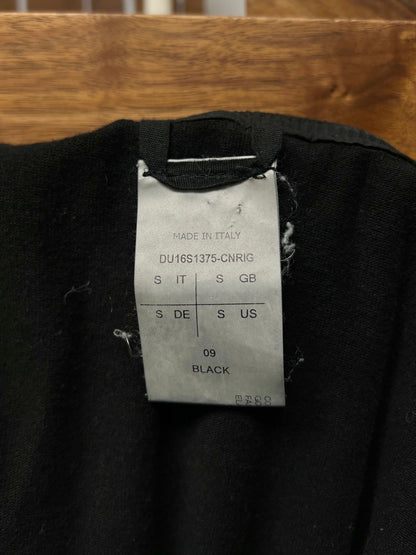 MADE IN ITALY
DU16S1375-CNRIG
S IT S GB
S DE S US
09
BLACK